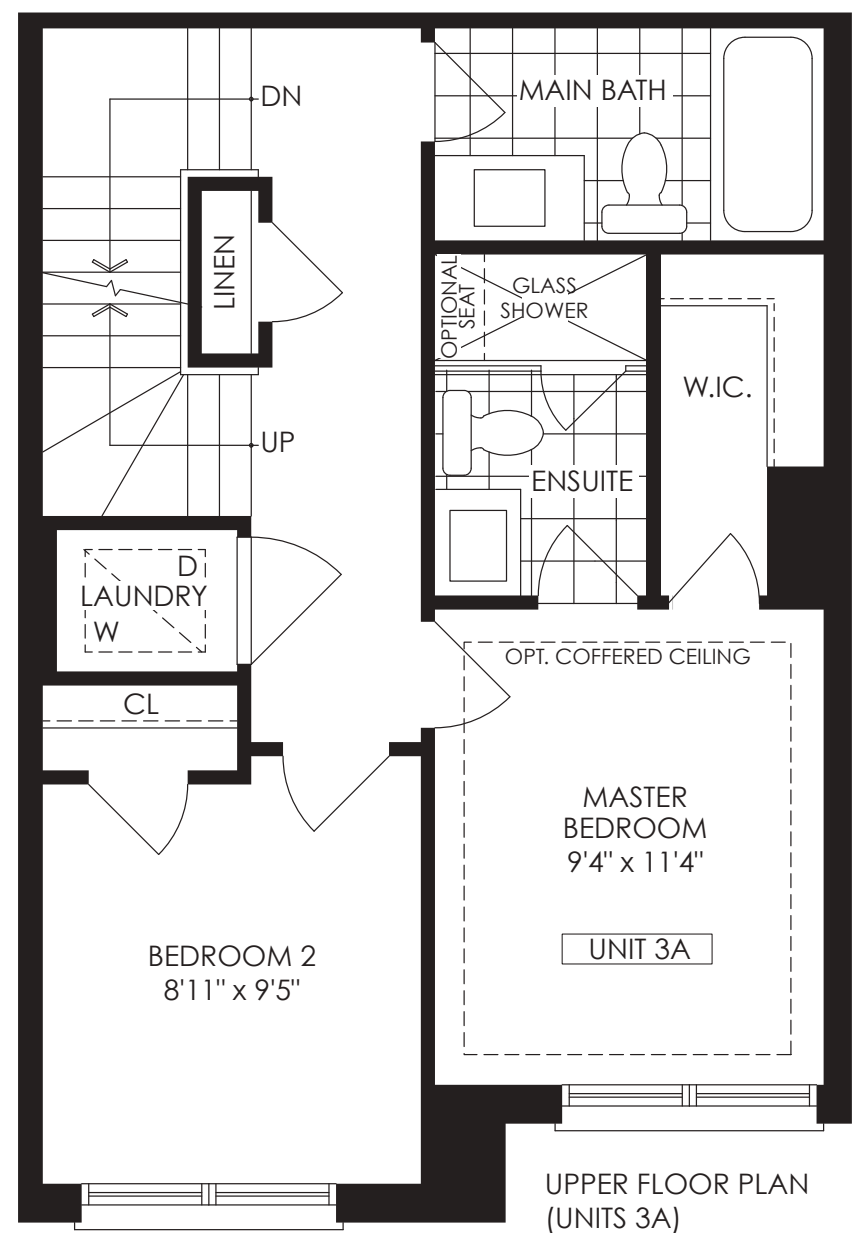 DN
MAIN BATH
LINEN
OPTIONAL
SEAT
GLASS
SHOWER
W.IC.
UP
ENSUITE
D
LAUNDRY
W
OPT. COFFERED CEILING
CL
MASTER
BEDROOM
9'4" x 11'4"
UNIT 3A
BEDROOM 2
8'11" x 9'5"
UPPER FLOOR PLAN
(UNITS 3A)